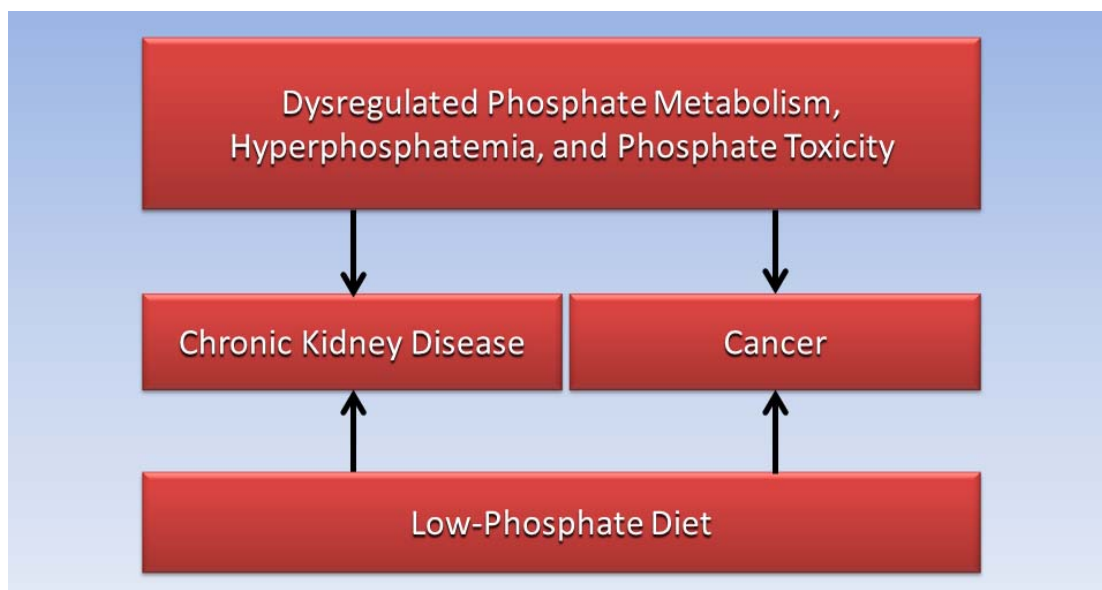 Dysregulated Phosphate Metabolism,
Hyperphosphatemia, and Phosphate Toxicity
Chronic Kidney Disease
Cancer
Low-Phosphate Diet